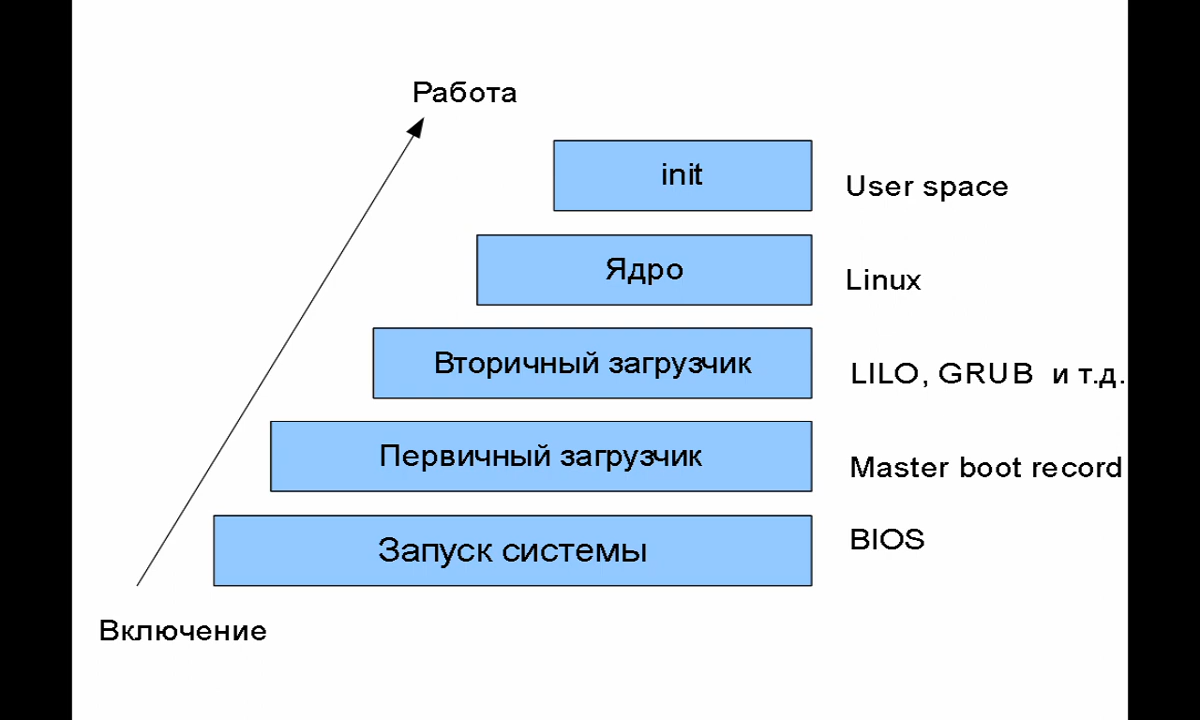 Работа
init
User space
Ядро
Linux
Вторичный загрузчик
LILO, GRUB и т.д.
Первичный загрузчик
Master boot record
Запуск системы
BIOS
Включение